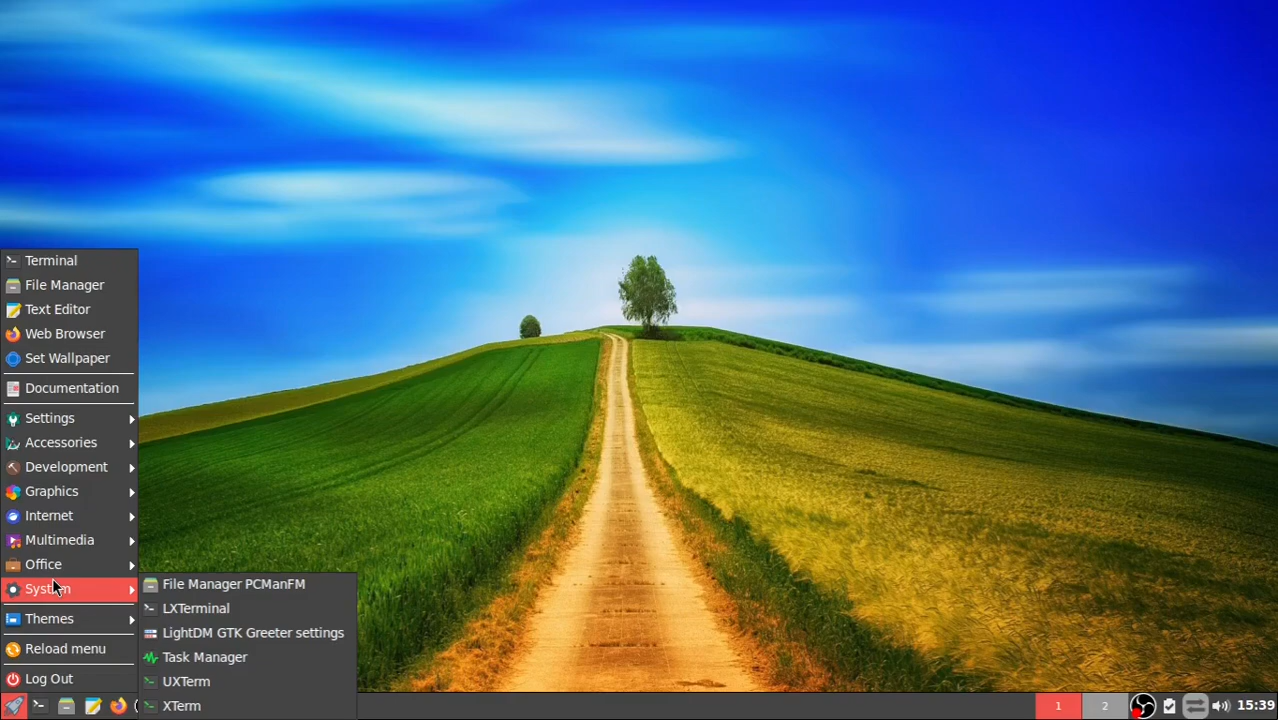 Terminal
File Manager
Text Editor
Web Browser
Set Wallpaper
Documentation
Settings
Accessories
Development
Graphics
Internet
Multimedia
Office
System
Themes
Reload menu
Log Out
File Manager PCManFM
LXTerminal
LightDM GTK Greeter settings
Task Manager
UXTerm
XTerm
1
2
15:39